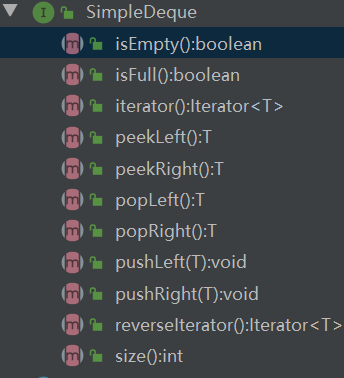 I SimpleDeque
m isEmpty():boolean
m isFull():boolean
m iterator():Iterator<T>
m peekLeft():T
m peekRight():T
m popLeft():T
m popRight():T
m pushLeft(T):void
m pushRight(T):void
m reverseIterator():Iterator<T>
m size():int